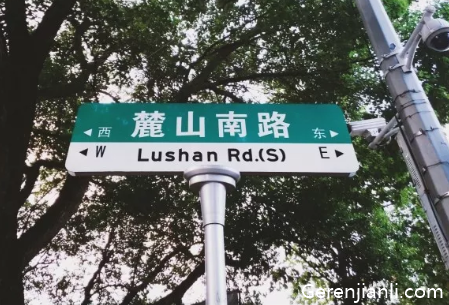 ◀西 麓山南路 东▶
◀W Lushan Rd.(S) E▶
Gerenjianli.com